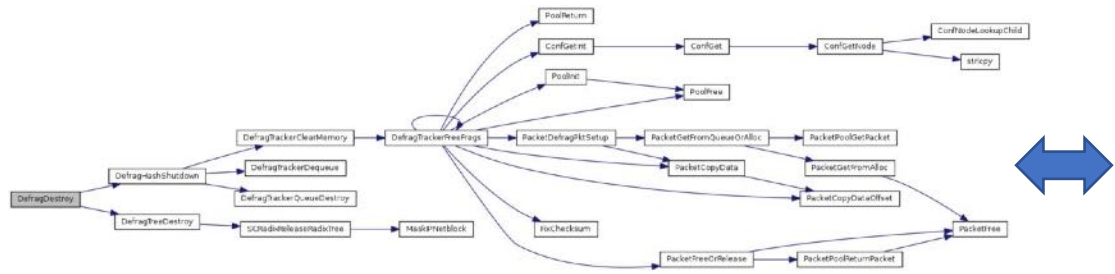 PoolReturn
ConfNodeLookupChild
ConfGetInt
ConfGet
ConfGetNode
strlcpy
PoolInit
PoolFree
DefragTrackerClearMemory
DefragTrackerFreeFrags
PacketDefragPktSetup
PacketGetFromQueueOrAlloc
PacketPoolGetPacket
DefragHashShutdown
DefragTrackerDequeue
PacketCopyData
PacketGetFromAlloc
DefragDestroy
DefragTrackerQueueDestroy
PacketCopyDataOffset
DefragTreeDestroy
SCRadixReleaseRadixTree
MaskIPNetblock
FixChecksum
PacketFree
PacketFreeOrRelease
PacketPoolReturnPacket